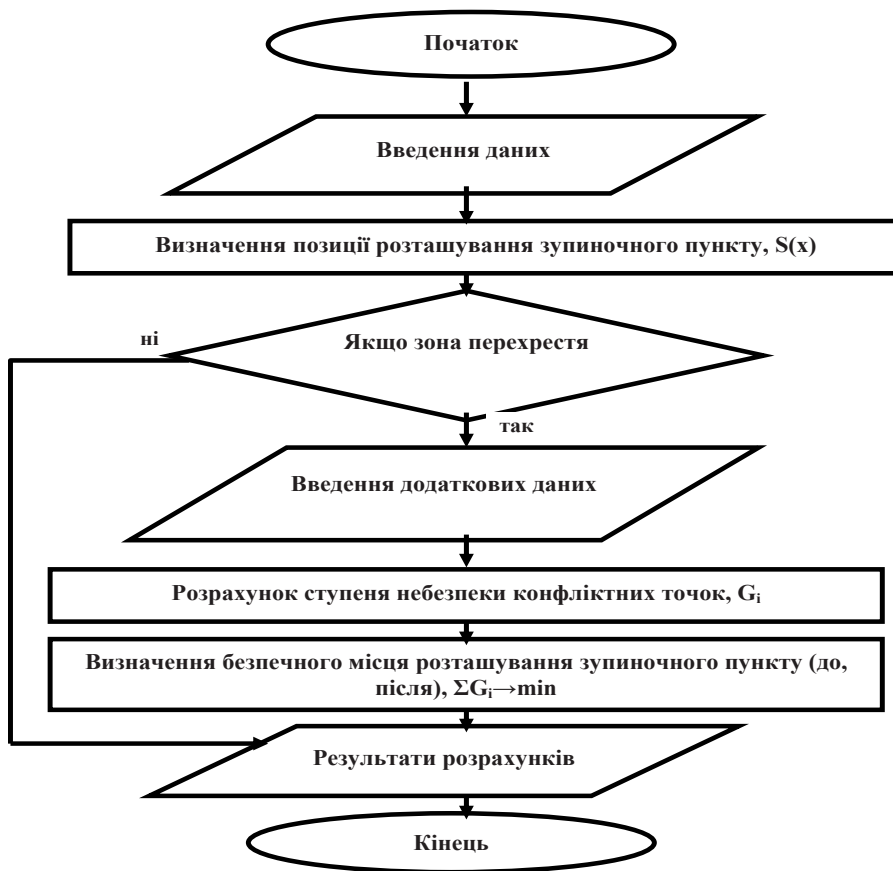 Початок
Введення даних
Визначення позиції розташування зупиночного пункту, S(x)
Якщо зона перехрестя
ні
так
Введення додаткових даних
Розрахунок ступеня небезпеки конфліктних точок, Gᵢ
Визначення безпечного місця розташування зупиночного пункту (до,
після), ΣGᵢ→min
Результати розрахунків
Кінець